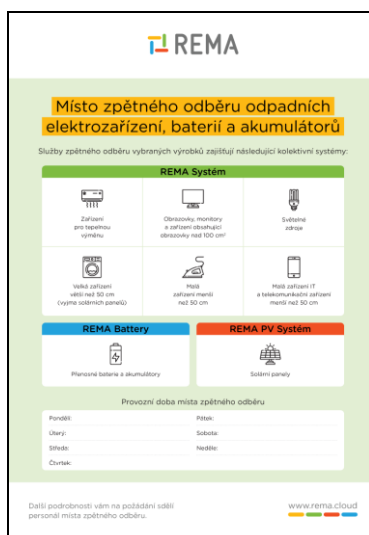 REMA
Místo zpětného odběru odpadních
elektrozařízení, baterií a akumulátorů
Služby zpětného odběru vybraných výrobků zajišťují následující kolektivní systémy:
REMA Systém
Zařízení
pro tepelnou
výměnu
Obrazovky, monitory
a zařízení obsahující
obrazovky nad 100 cm²
Světelné
zdroje
Velká zařízení
větší než 50 cm
(vyjma solárních panelů)
Malá
zařízení menší
než 50 cm
Malá zařízení IT
a telekomunikační zařízení
menší než 50 cm
REMA Battery
REMA PV Systém
Přenosné baterie a akumulátory
Solární panely
Provozní doba místa zpětného odběru
Pondělí:
Pátek:
Úterý:
Sobota:
Středa:
Neděle:
Čtvrtek:
Další podrobnosti vám na požádání sdělí
personál místa zpětného odběru.
www.rema.cloud